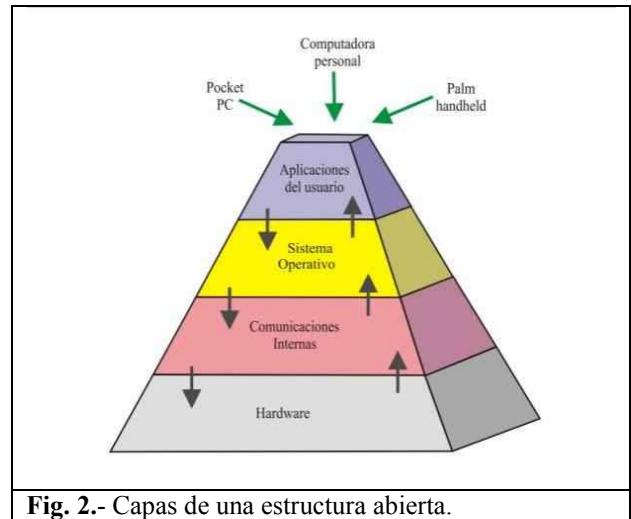 Computadora
personal
Pocket
PC
Palm
handheld
Aplicaciones
del usuario
Sistema
Operativo
Comunicaciones
Internas
Hardware
Fig. 2.- Capas de una estructura abierta.